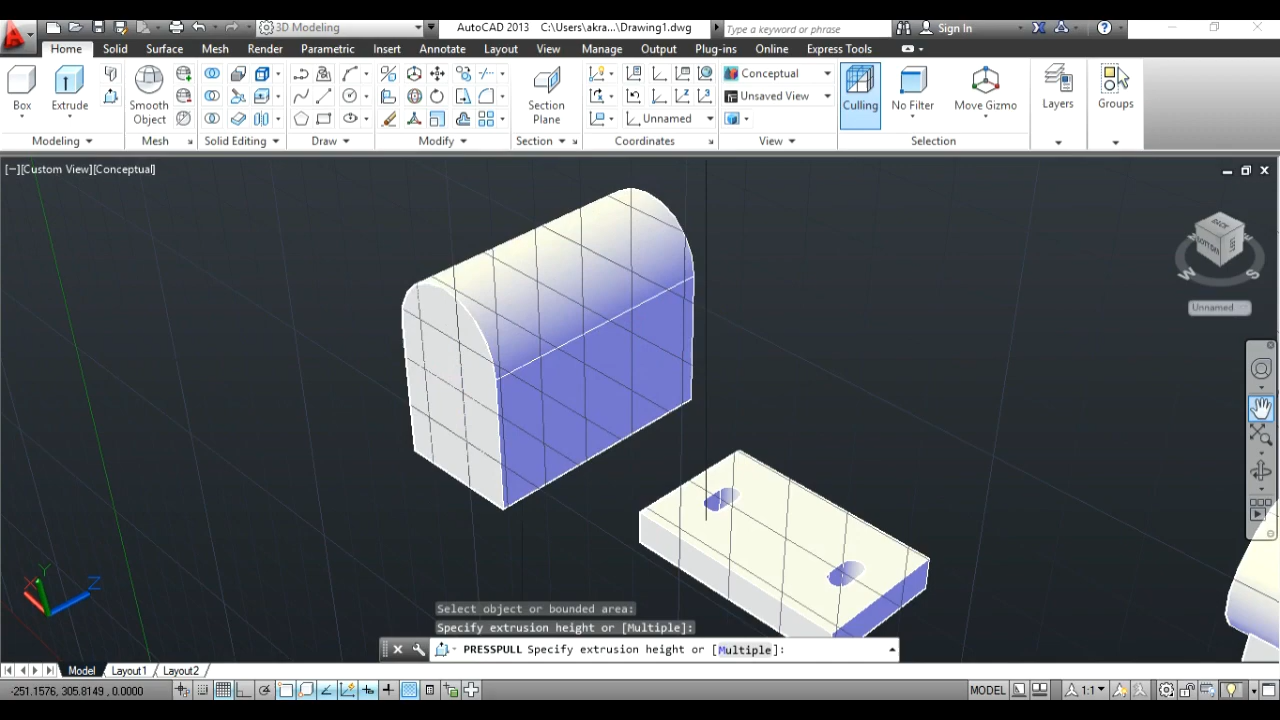 3D Modeling AutoCAD 2013 C:\Users\akra...\Drawing1.dwg Type a keyword or phrase Sign In
Home Solid Surface Mesh Render Parametric Insert Annotate Layout View Manage Output Plug-ins Online Express Tools
Box Extrude Smooth Object Section Plane Conceptual Unsaved View Unnamed Culling No Filter Move Gizmo Layers Groups
Modeling Mesh Solid Editing Draw Modify Section Coordinates View Selection
[−][Custom View][Conceptual]
BACK
W S
Unnamed
X Y Z
Select object or bounded area:
Specify extrusion height or [Multiple]:
PRESSPULL Specify extrusion height or [Multiple]:
Model Layout1 Layout2
-251.1576, 305.8149, 0.0000 MODEL 1:1